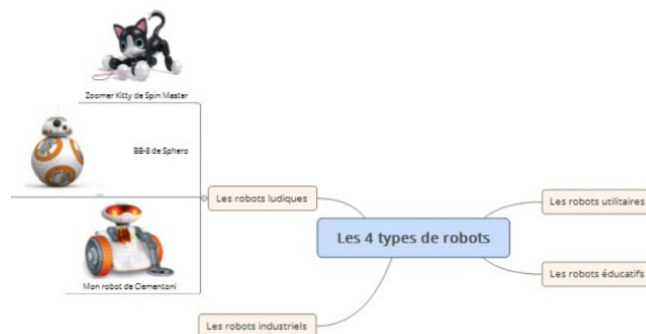 Zoomer Kitty de Spin Master
BB-8 de Sphero
Mon robot de Clementoni
Les robots ludiques
Les robots industriels
Les 4 types de robots
Les robots utilitaires
Les robots éducatifs